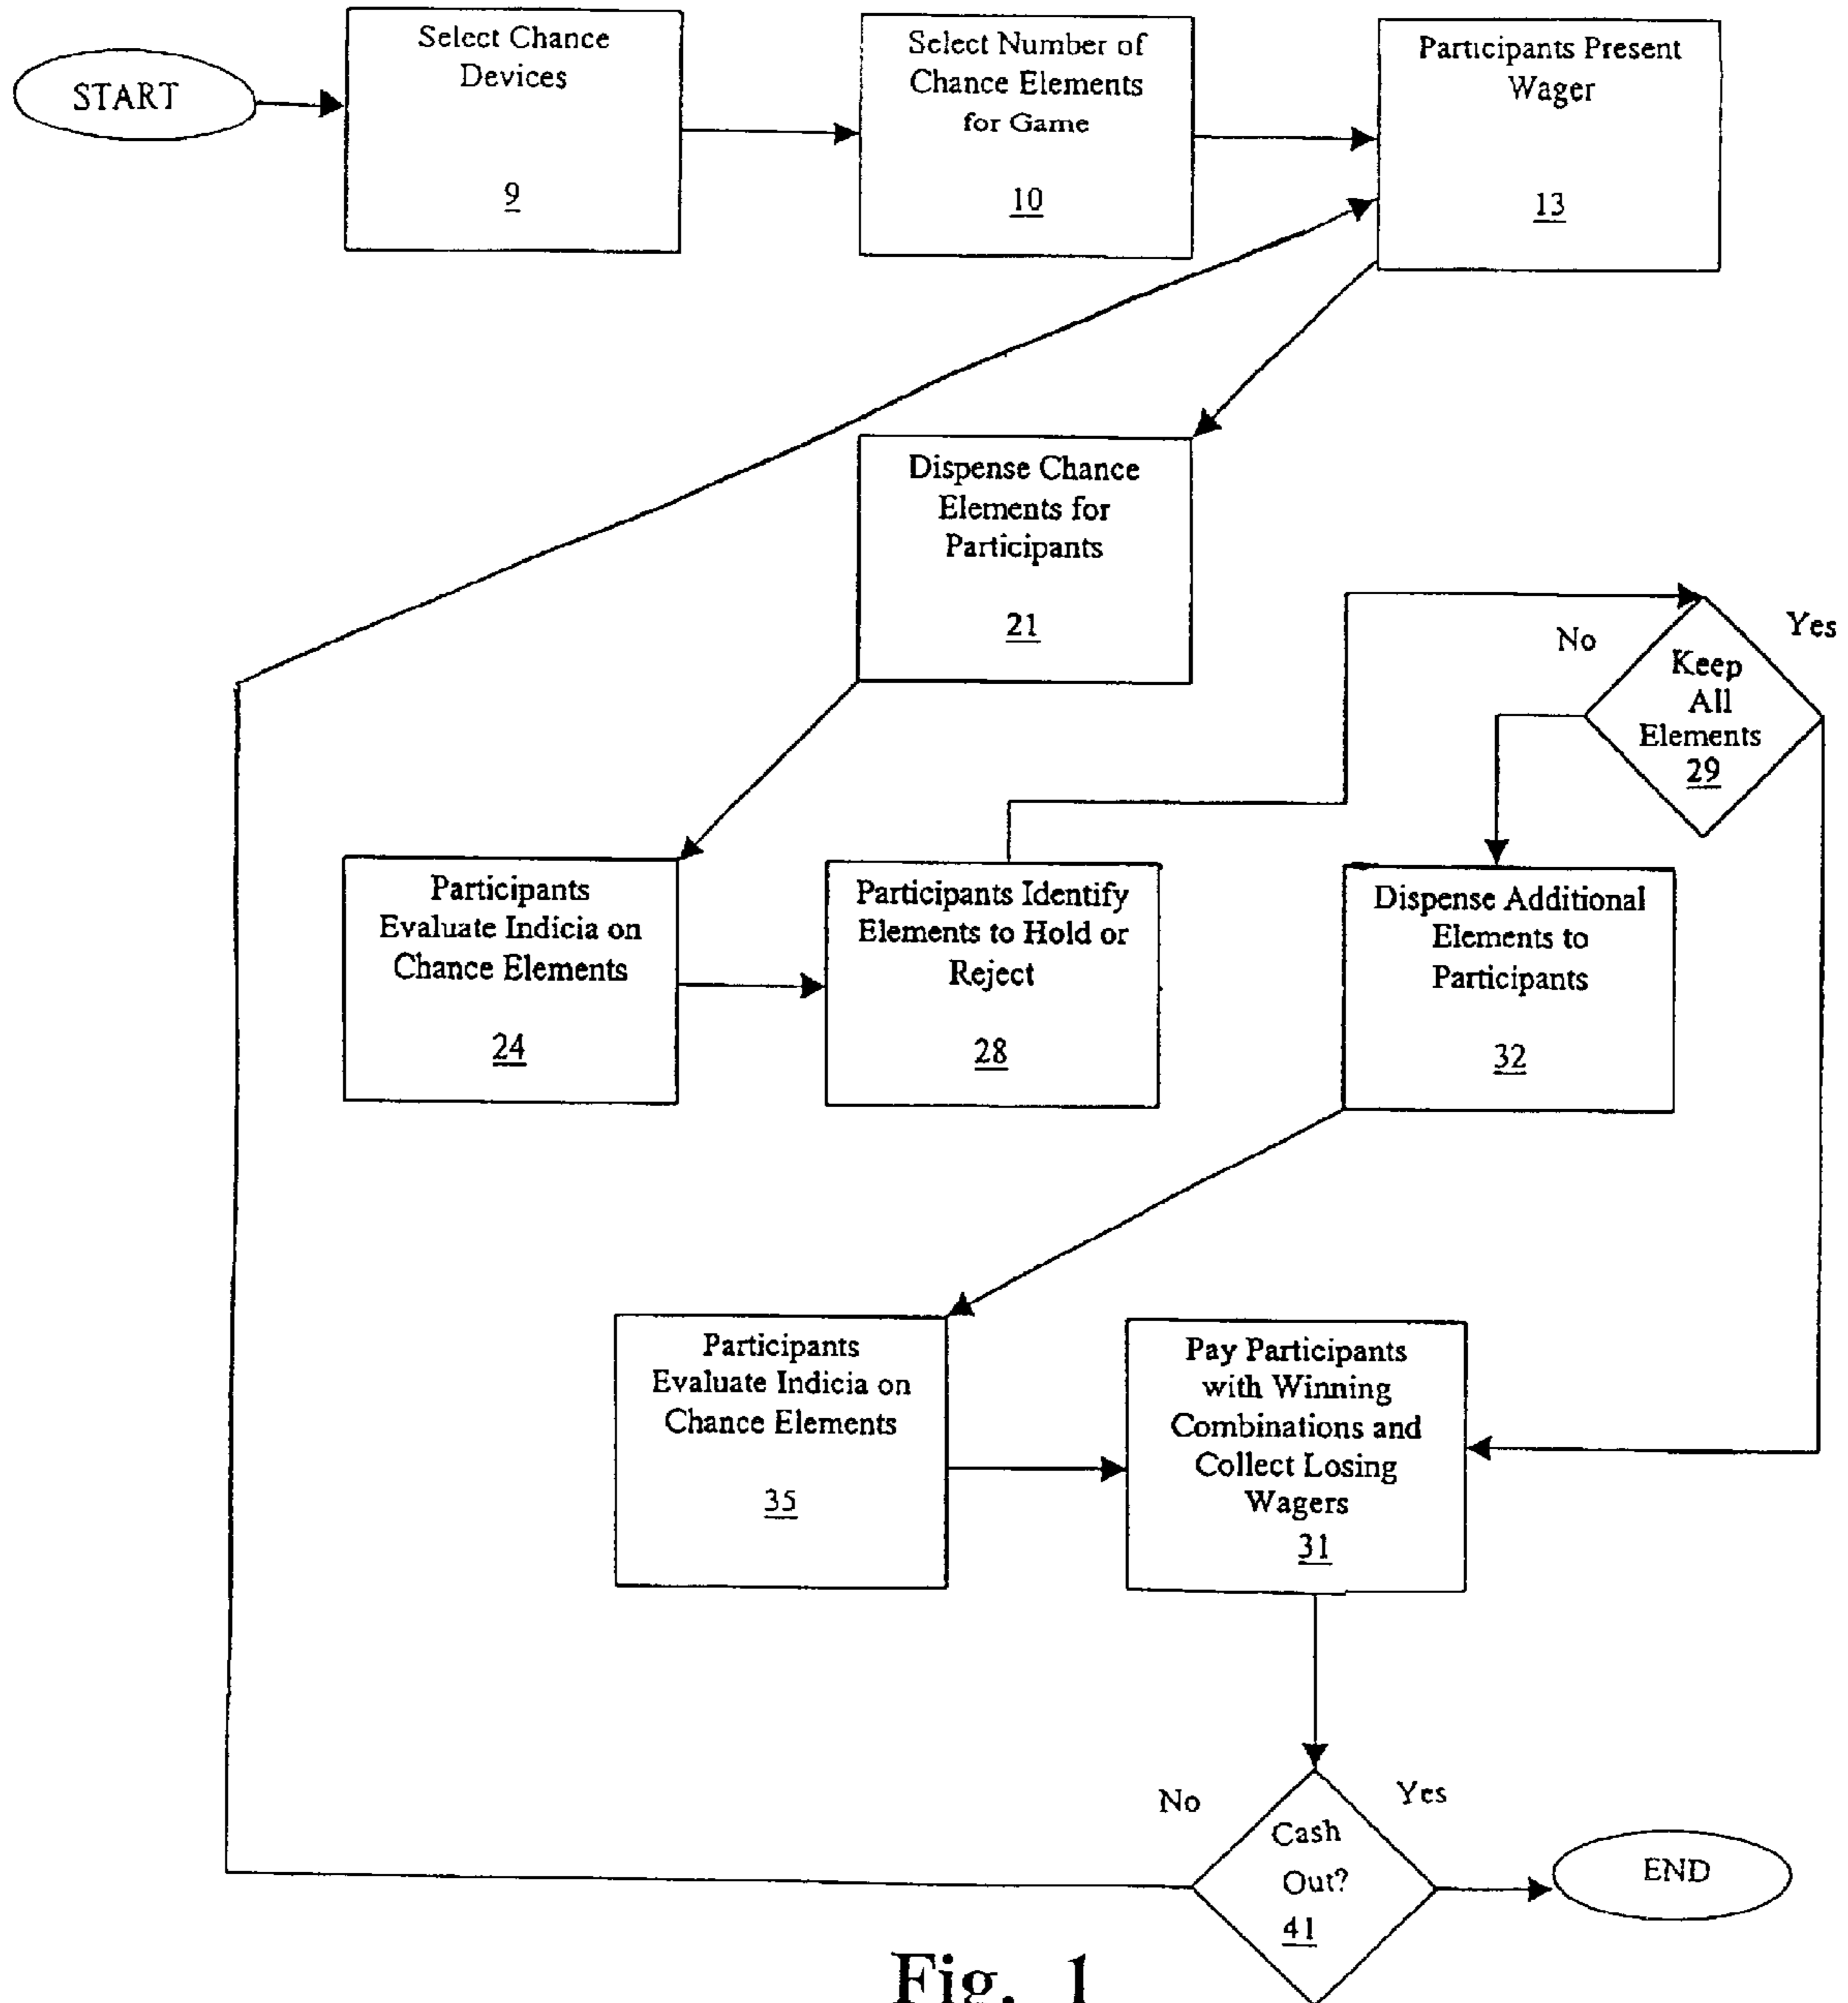 START
Select Chance
Devices
9
Select Number of
Chance Elements
for Game
10
Participants Present
Wager
13
Dispense Chance
Elements for
Participants
21
No
Yes
Keep
All
Elements
29
Participants
Evaluate Indicia on
Chance Elements
24
Participants Identify
Elements to Hold or
Reject
28
Dispense Additional
Elements to
Participants
32
Participants
Evaluate Indicia on
Chance Elements
35
Pay Participants
with Winning
Combinations and
Collect Losing
Wagers
31
No
Yes
Cash
Out?
41
END
Fig. 1